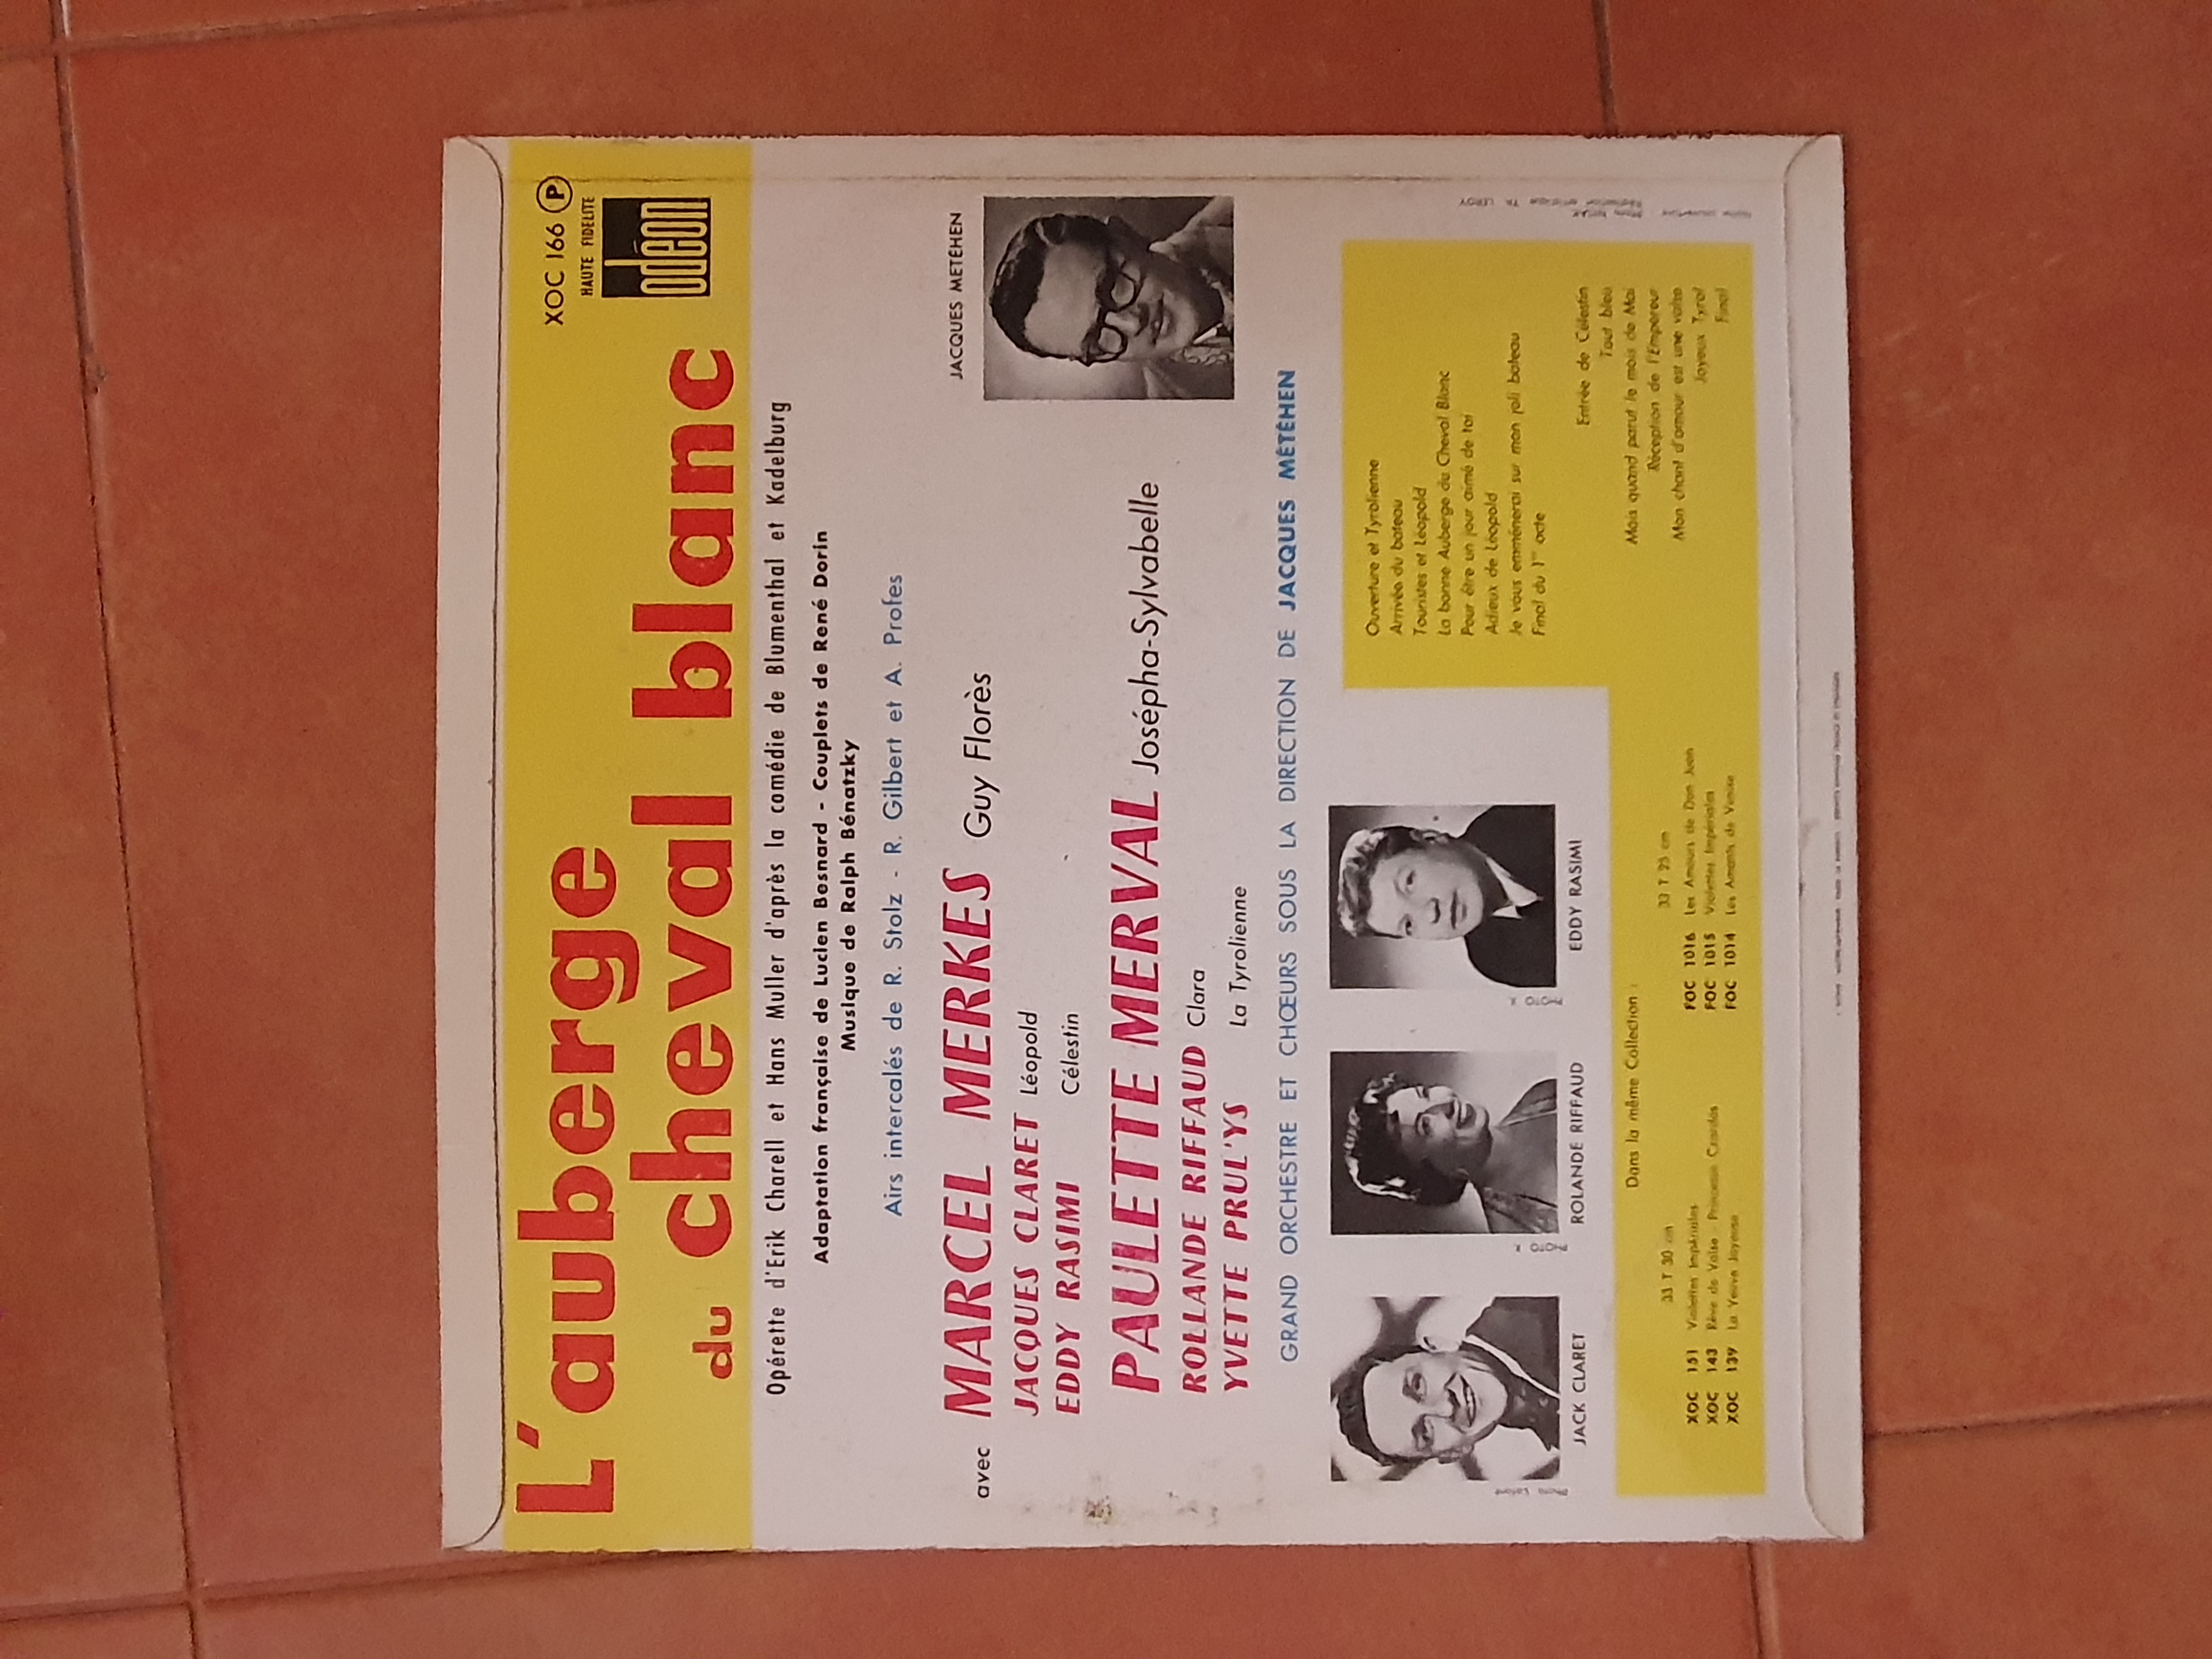 XOC 166 P
HAUTE FIDÉLITÉ
odéon
L'auberge
du cheval blanc
Opérette d'Erik Charell et Hans Muller d'après la comédie de Blumenthal et Kadelburg
Adaptation française de Lucien Besnard - Couplets de René Dorin
Musique de Ralph Bénatzky
Airs intercalés de R. Stolz - R. Gilbert et A. Profes
JACQUES METÉHEN
avec MARCEL MERKES Guy Florès
JACQUES CLARET Léopold
EDDY RASIMI Célestin
PAULETTE MERVAL Josépha-Sylvabelle
ROLLANDE RIFFAUD Clara
YVETTE PRUL'YS La Tyrolienne
GRAND ORCHESTRE ET CHŒURS SOUS LA DIRECTION DE JACQUES MÉTÉHEN
JACK CLARET
ROLANDE RIFFAUD
EDDY RASIMI
PHOTO X
PHOTO X
Ouverture et Tyrolienne
Arrivée du bateau
Touristes et Léopold
La bonne Auberge du Cheval Blanc
Pour être un jour aimé de toi
Adieux de Léopold
Je vous emmènerai sur mon joli bateau
Final du 1er acte
Entrée de Célestin
Tout bleu
Mais quand parut le mois de Mai
Réception de l'Empereur
Mon chant d'amour est une valse
Joyeux Tyrol
Final
Dans la même Collection :
33 T 30 cm
XOC 151 Violettes Impériales
XOC 143 Rêve de Valse - Princesse Czardas
XOC 139 La Veuve Joyeuse
33 T 25 cm
FOC 1016 Les Amours de Don Juan
FOC 1015 Violettes Impériales
FOC 1014 Les Amants de Venise